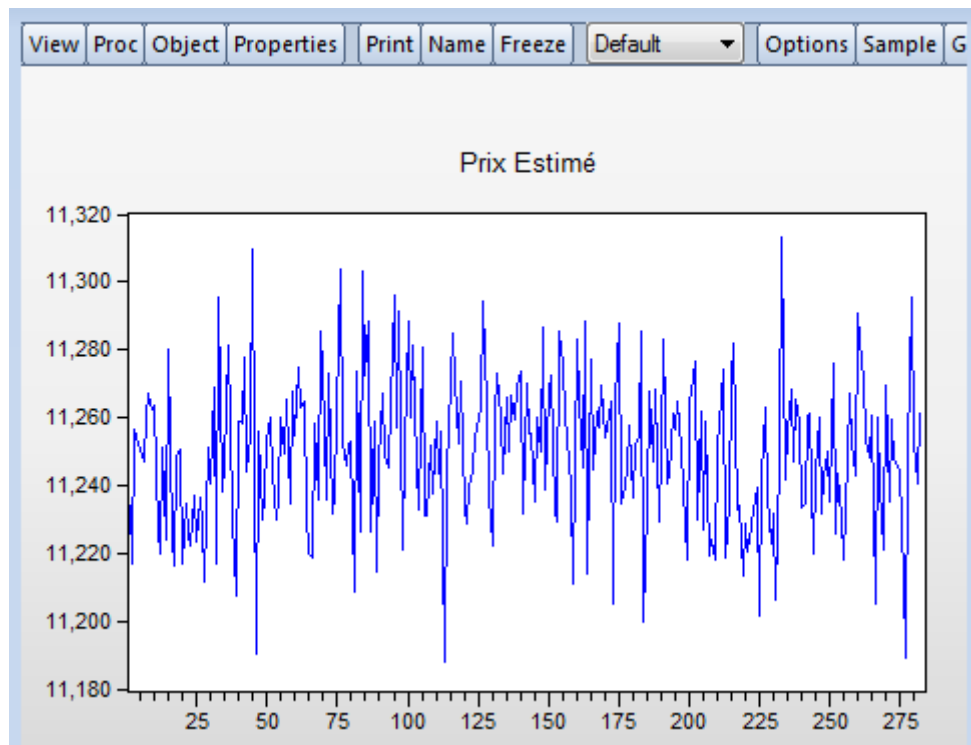 View Proc Object Properties Print Name Freeze Default Options Sample G
Prix Estimé
11,320
11,300
11,280
11,260
11,240
11,220
11,200
11,180
25 50 75 100 125 150 175 200 225 250 275